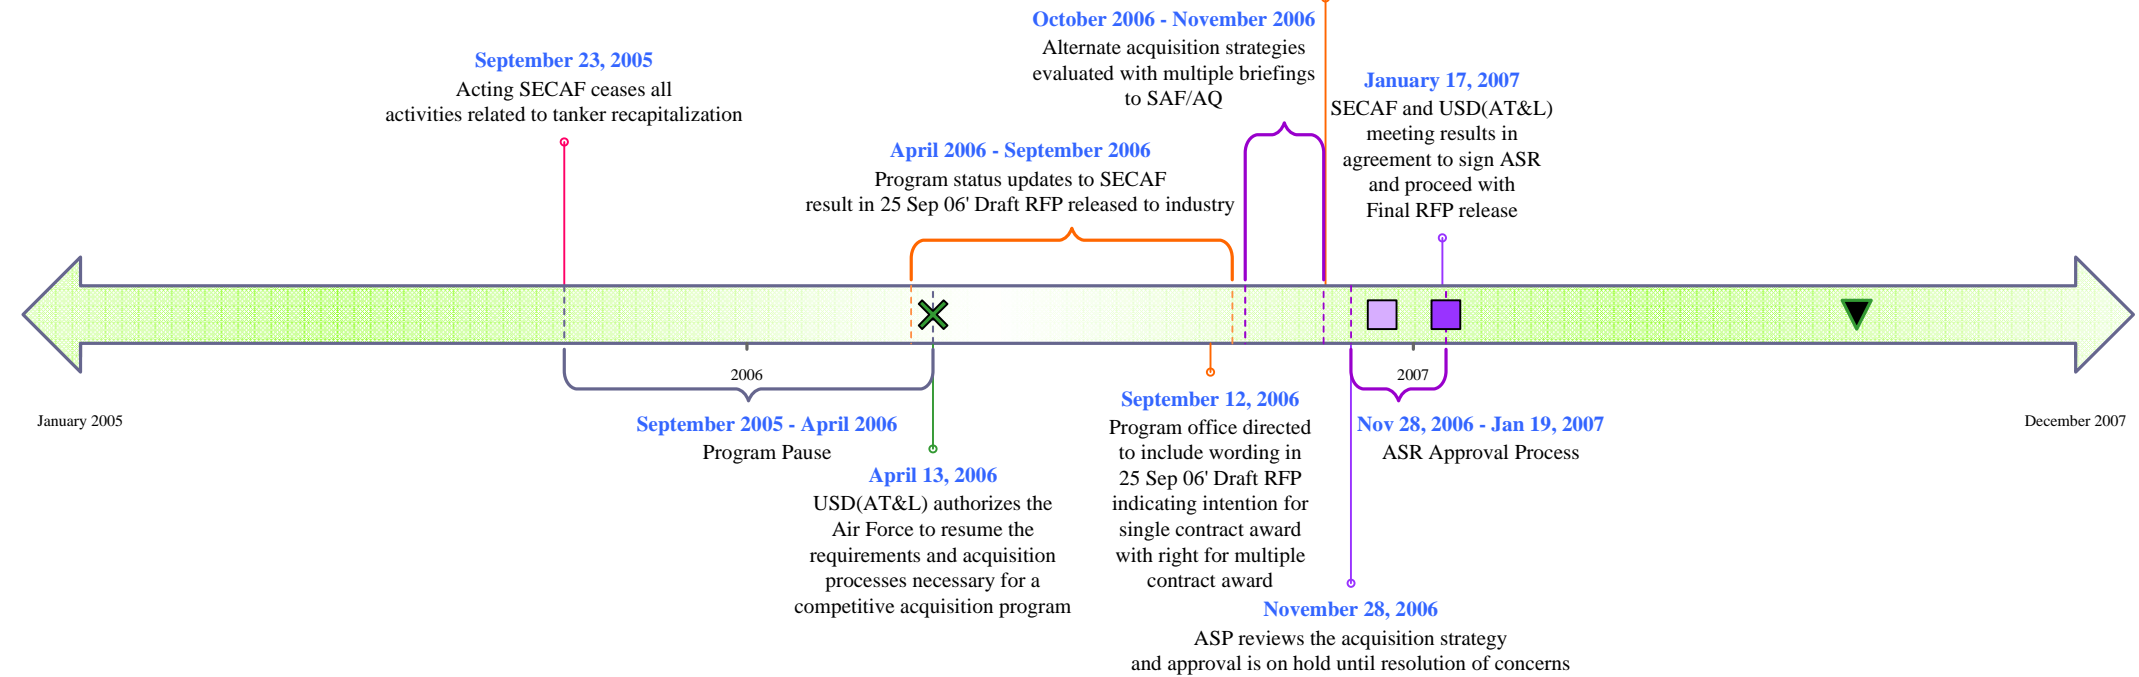 October 2006 - November 2006
Alternate acquisition strategies
evaluated with multiple briefings
to SAF/AQ
September 23, 2005
Acting SECAF ceases all
activities related to tanker recapitalization
January 17, 2007
SECAF and USD(AT&L)
meeting results in
agreement to sign ASR
and proceed with
Final RFP release
April 2006 - September 2006
Program status updates to SECAF
result in 25 Sep 06' Draft RFP released to industry
2006
2007
January 2005
December 2007
September 2005 - April 2006
Program Pause
April 13, 2006
USD(AT&L) authorizes the
Air Force to resume the
requirements and acquisition
processes necessary for a
competitive acquisition program
September 12, 2006
Program office directed
to include wording in
25 Sep 06' Draft RFP
indicating intention for
single contract award
with right for multiple
contract award
Nov 28, 2006 - Jan 19, 2007
ASR Approval Process
November 28, 2006
ASP reviews the acquisition strategy
and approval is on hold until resolution of concerns